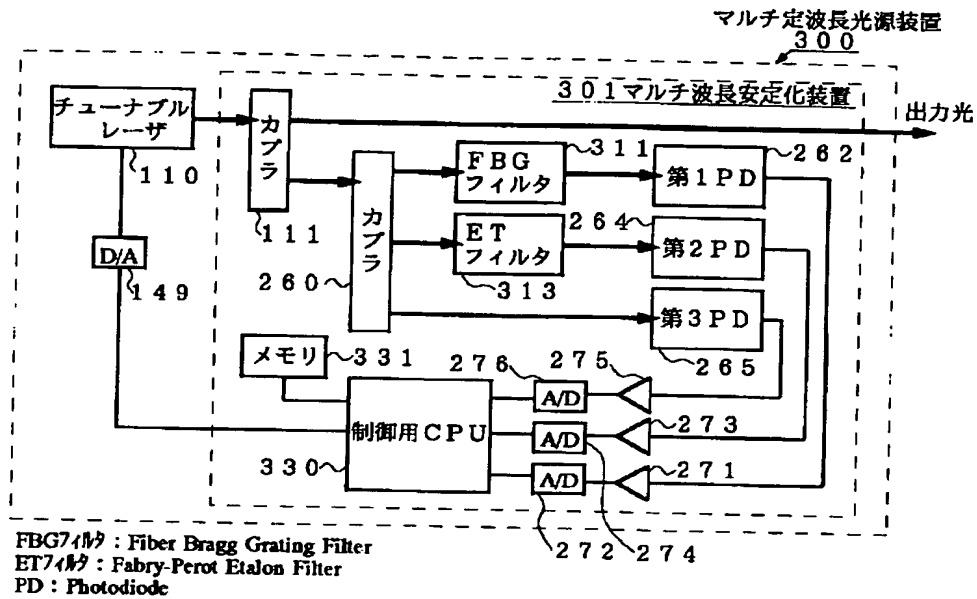 マルチ定波長光源装置
３００
３０１マルチ波長安定化装置
チューナブル
レーザ
１１０
カプラ
１１１
出力光
３１１
ＦＢＧ
フィルタ
２６２
第１ＰＤ
カプラ
２６０
ＥＴ
フィルタ
３１３
２６４
第２ＰＤ
D/A
１４９
第３ＰＤ
２６５
メモリ
３３１
２７６
２７５
A/D
制御用ＣＰＵ
３３０
A/D
２７３
A/D
２７１
２７２
２７４
FBGフィルタ : Fiber Bragg Grating Filter
ETフィルタ : Fabry-Perot Etalon Filter
PD : Photodiode